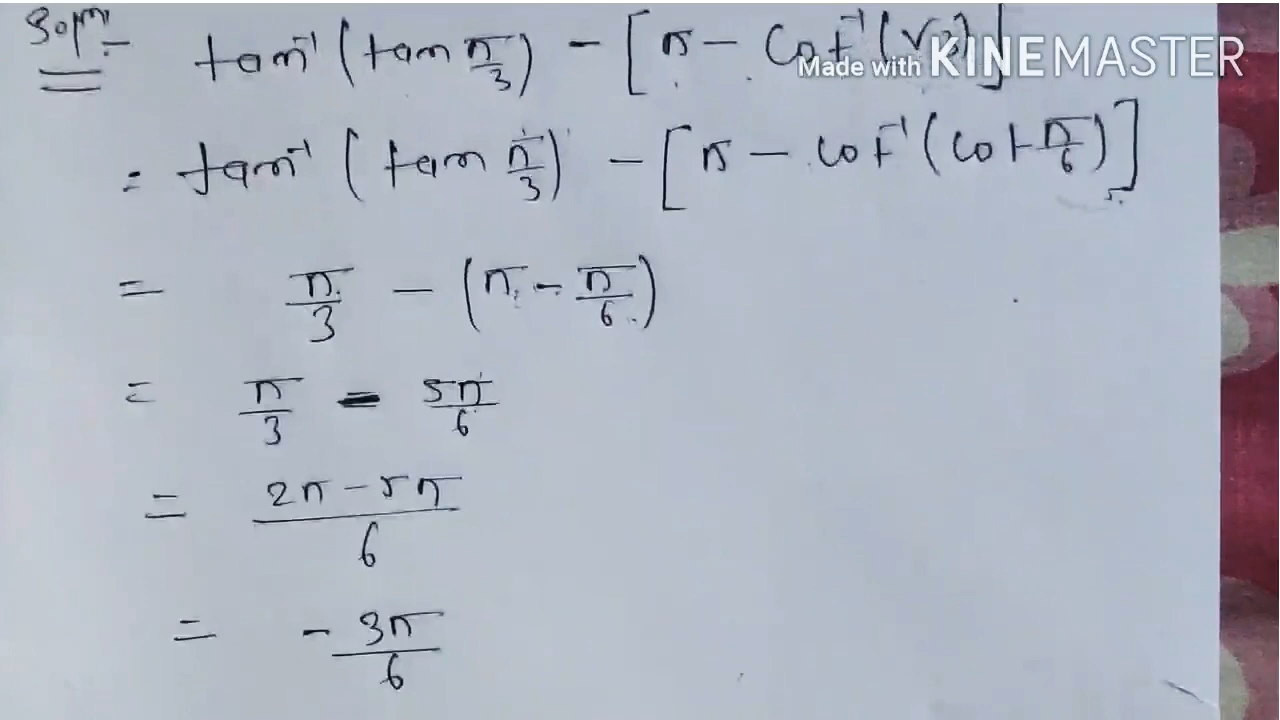 Solⁿ:- tan⁻¹(tan π/3) - [π - Cot⁻¹(√3)]
Made with KINEMASTER
= tan⁻¹(tan π/3) - [π - cot⁻¹(cot π/6)]
= π/3 - (π - π/6)
= π/3 - 5π/6
= 2π - 5π/6
= - 3π/6